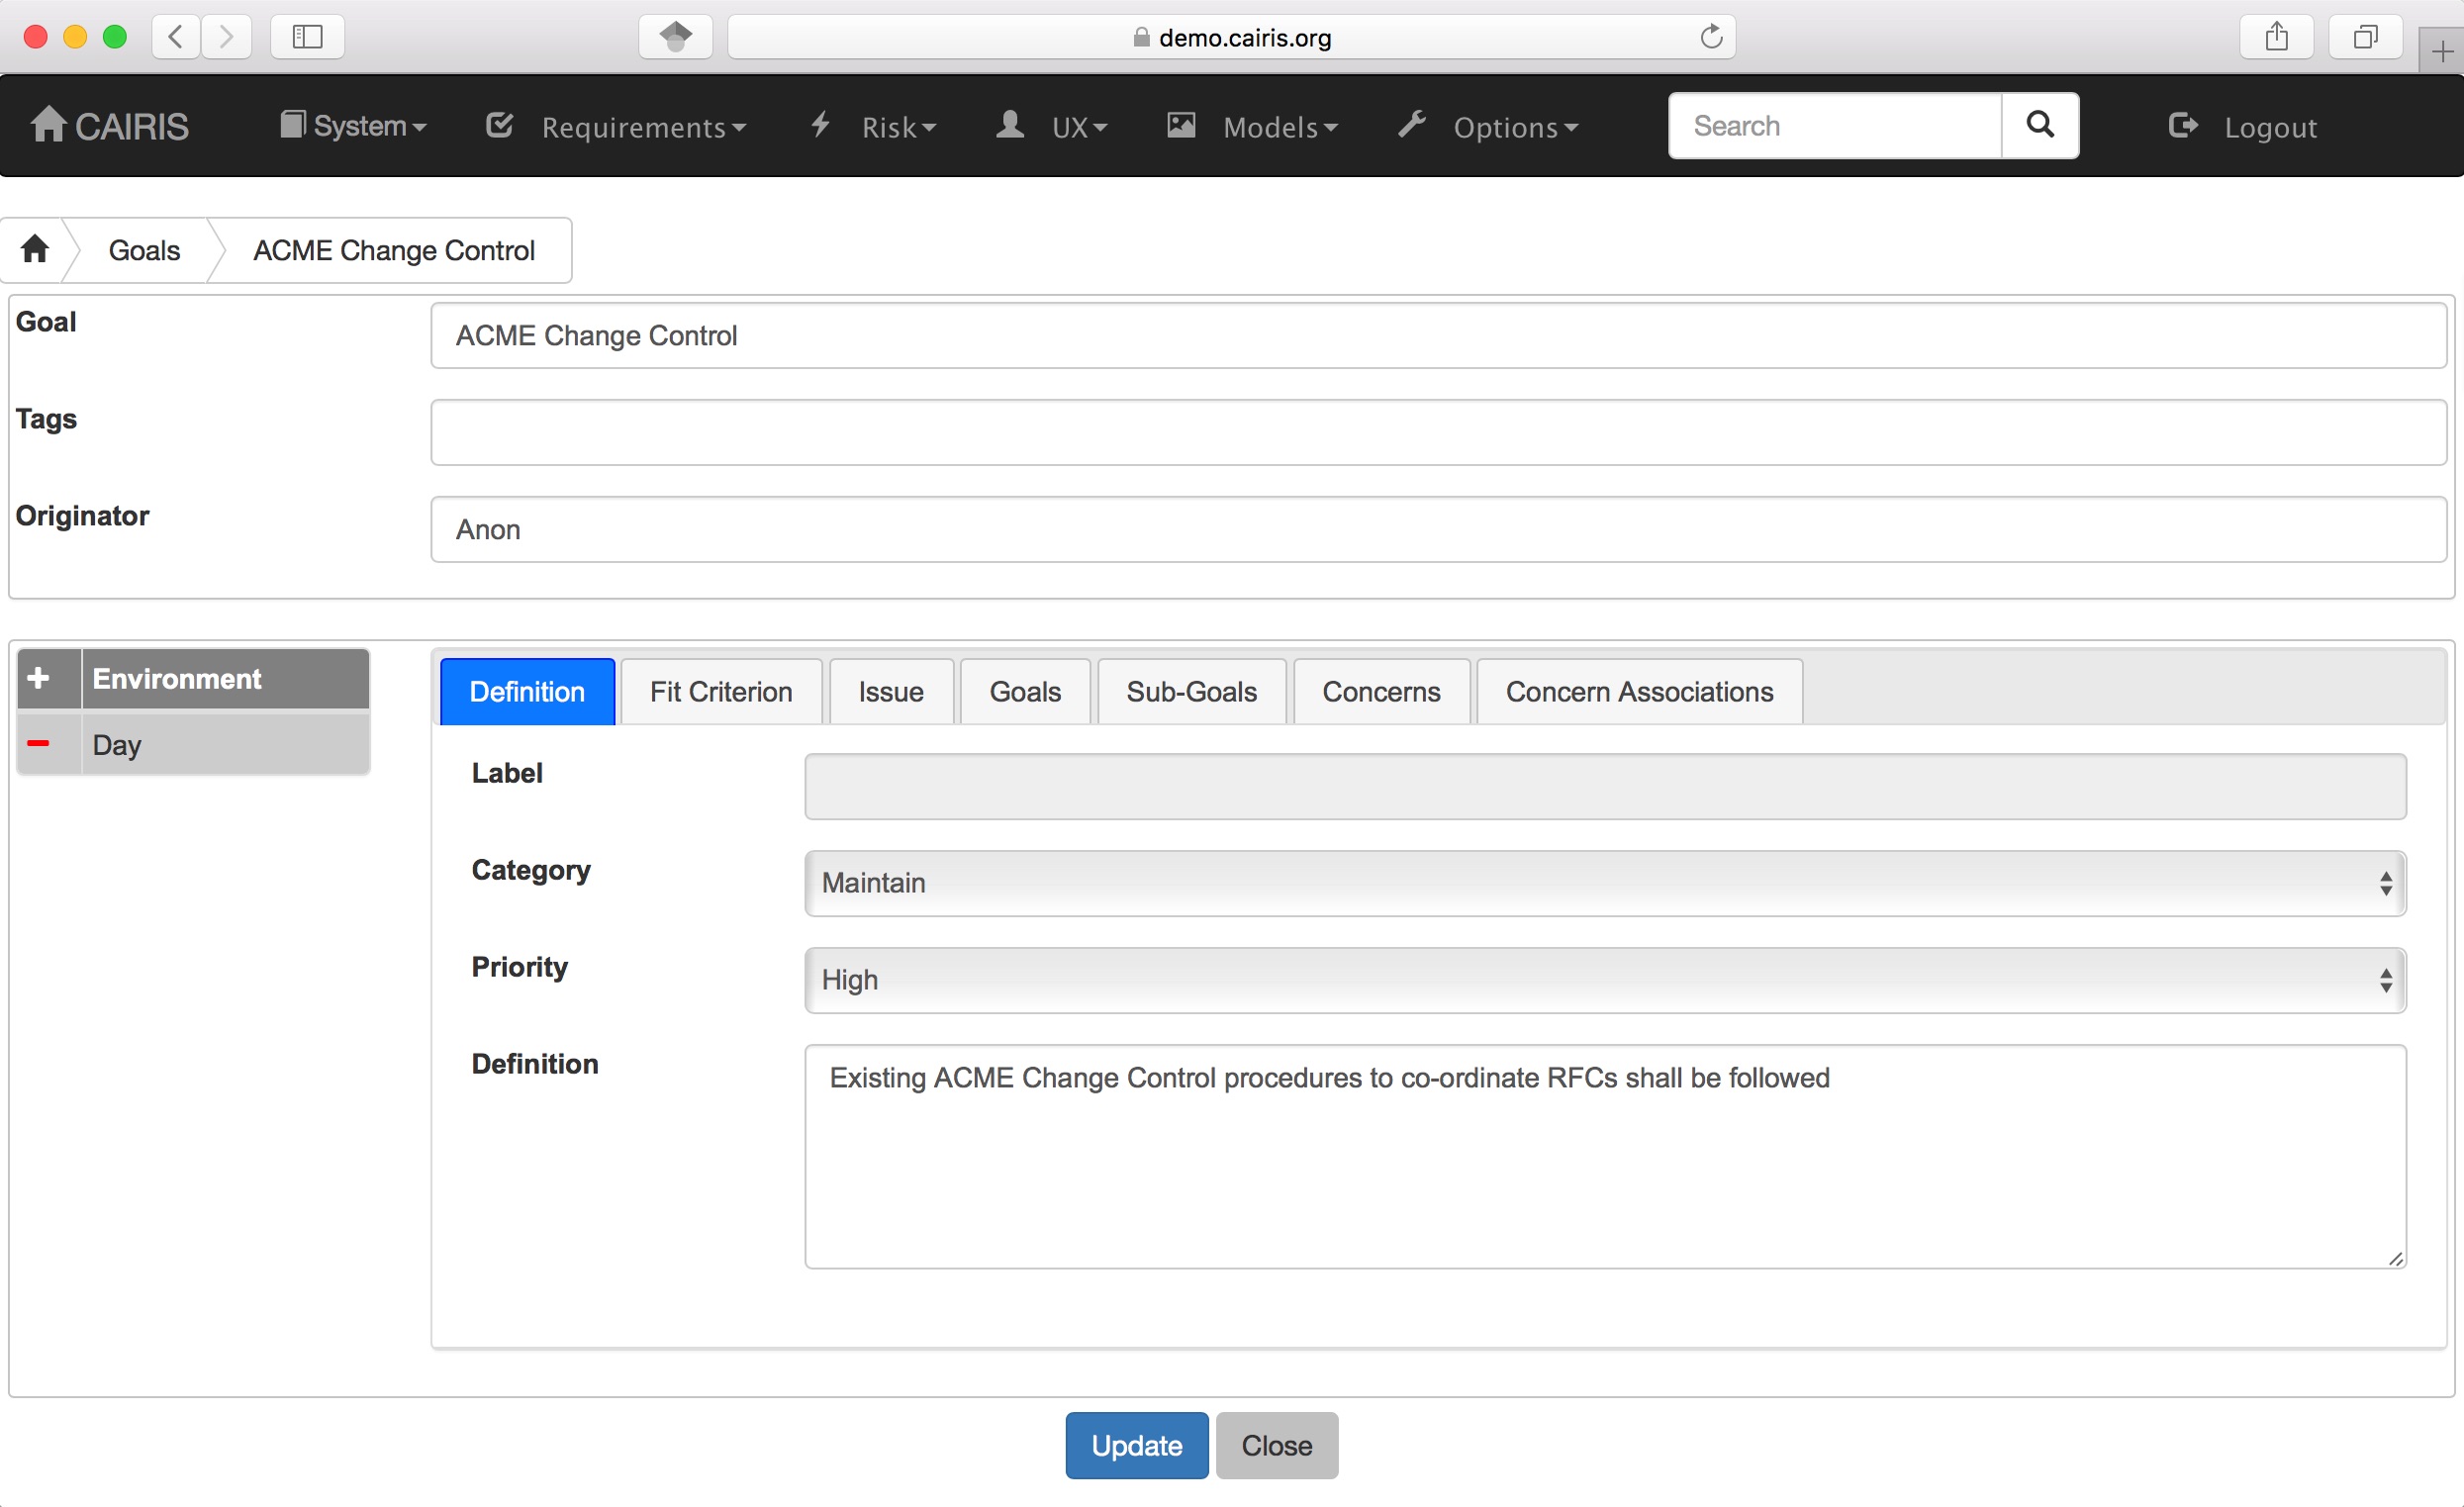 demo.cairis.org
CAIRIS System Requirements Risk UX Models Options Search Logout
Goals ACME Change Control
Goal ACME Change Control
Tags
Originator Anon
Environment
Day
Definition Fit Criterion Issue Goals Sub-Goals Concerns Concern Associations
Label
Category Maintain
Priority High
Definition Existing ACME Change Control procedures to co-ordinate RFCs shall be followed
Update Close